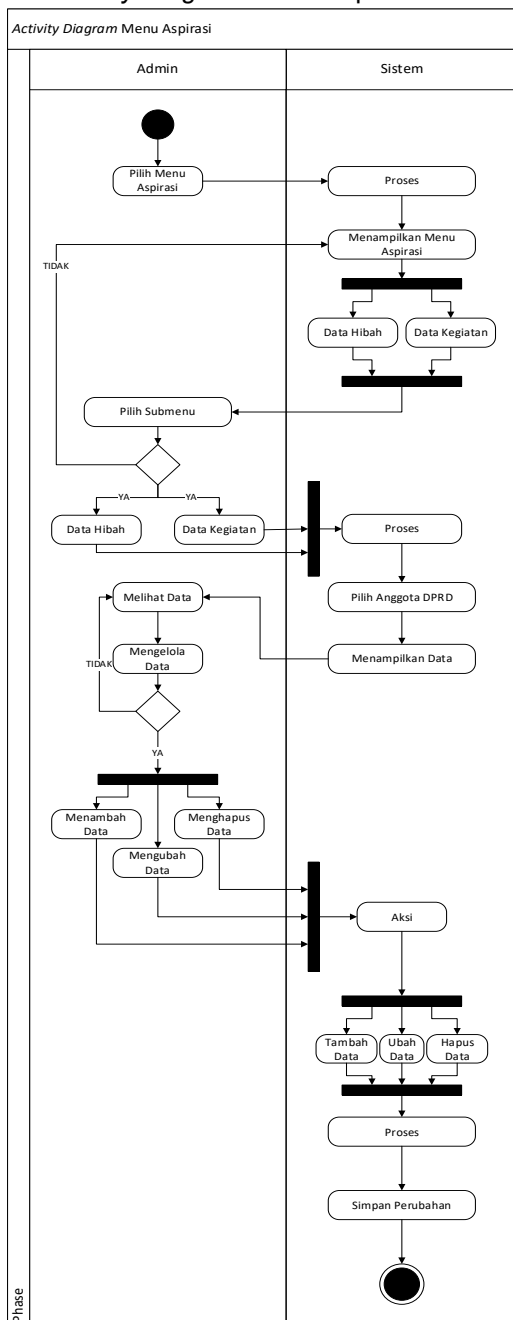 Activity Diagram Menu Aspirasi
Admin
Sistem
Pilih Menu
Aspirasi
Proses
Menampilkan Menu
Aspirasi
TIDAK
Data Hibah
Data Kegiatan
Pilih Submenu
YA
YA
Data Hibah
Data Kegiatan
Proses
Melihat Data
Pilih Anggota DPRD
Mengelola
Data
Menampilkan Data
TIDAK
YA
Menambah
Data
Menghapus
Data
Mengubah
Data
Aksi
Tambah
Data
Ubah
Data
Hapus
Data
Proses
Simpan Perubahan
Phase